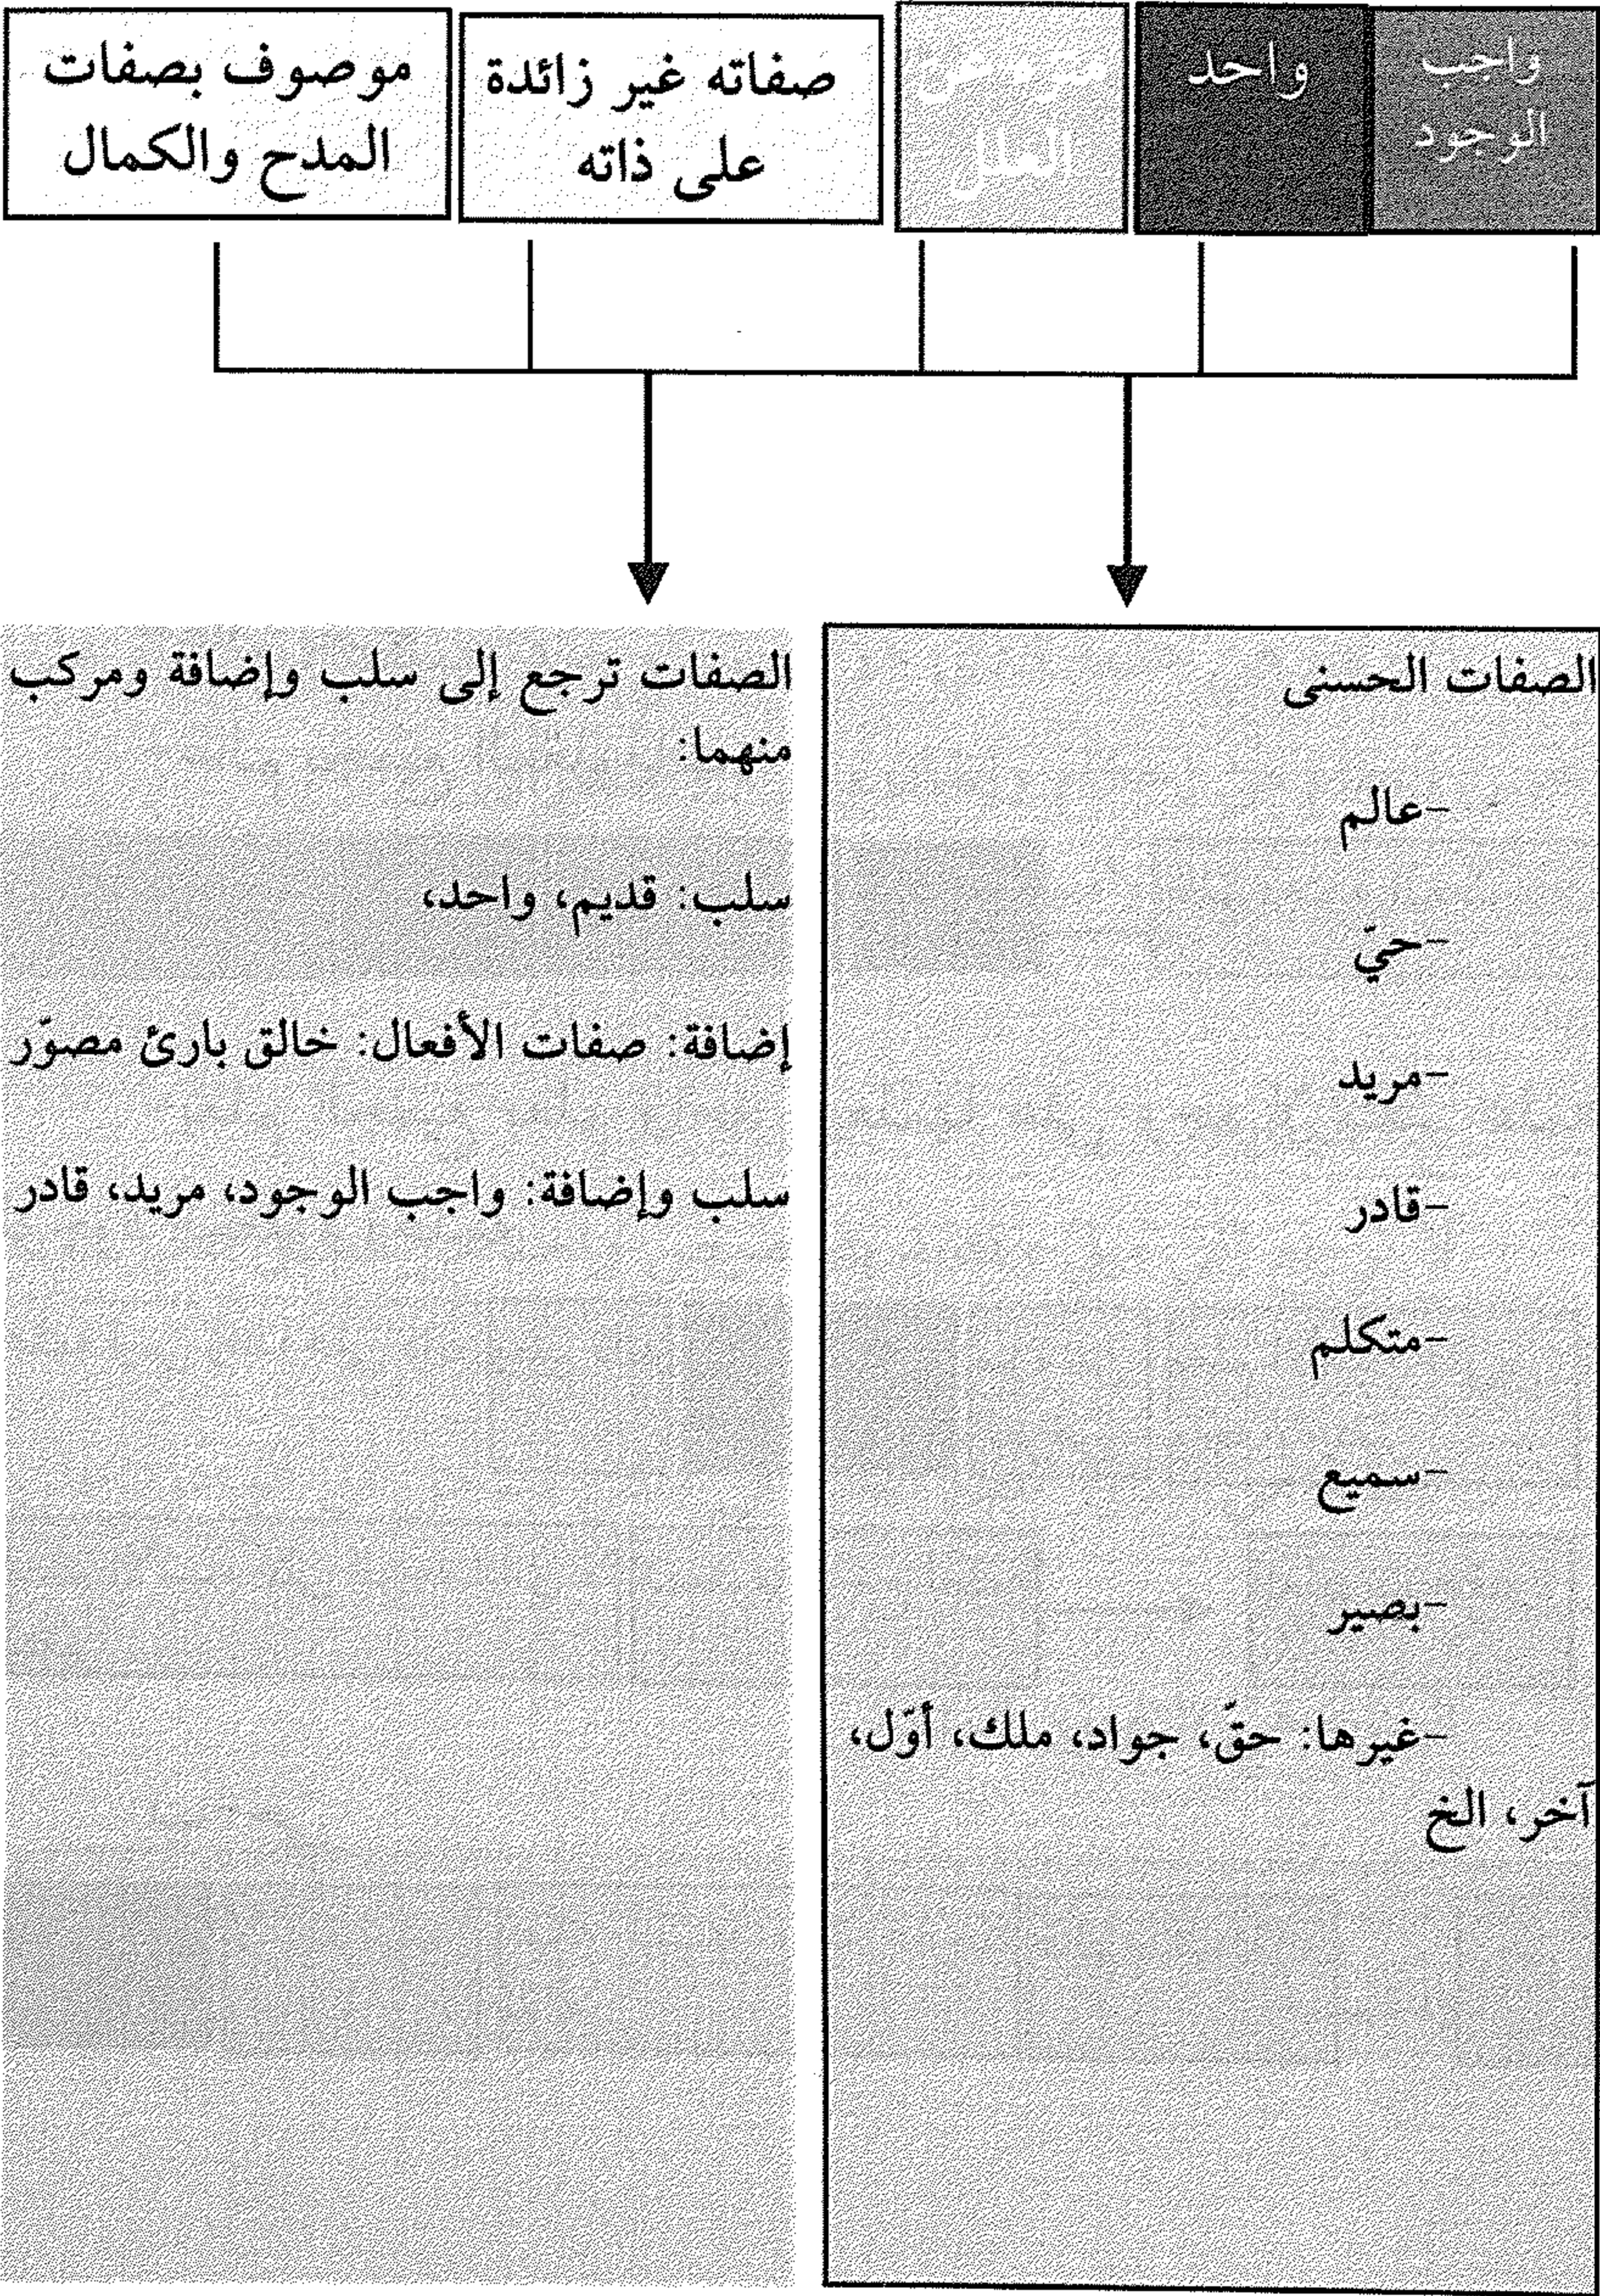 واجب
الوجود
واحد
العلل
صفاته غير زائدة
على ذاته
موصوف بصفات
المدح والكمال
الصفات الحسنى
-عالم
-حيّ
-مريد
-قادر
-متكلم
-سميع
-بصير
-غيرها: حقّ، جواد، ملك، أوّل،
آخر، الخ
الصفات ترجع إلى سلب وإضافة ومركب
منهما:
سلب: قديم، واحد،
إضافة: صفات الأفعال: خالق بارئ مصوّر
سلب وإضافة: واجب الوجود، مريد، قادر